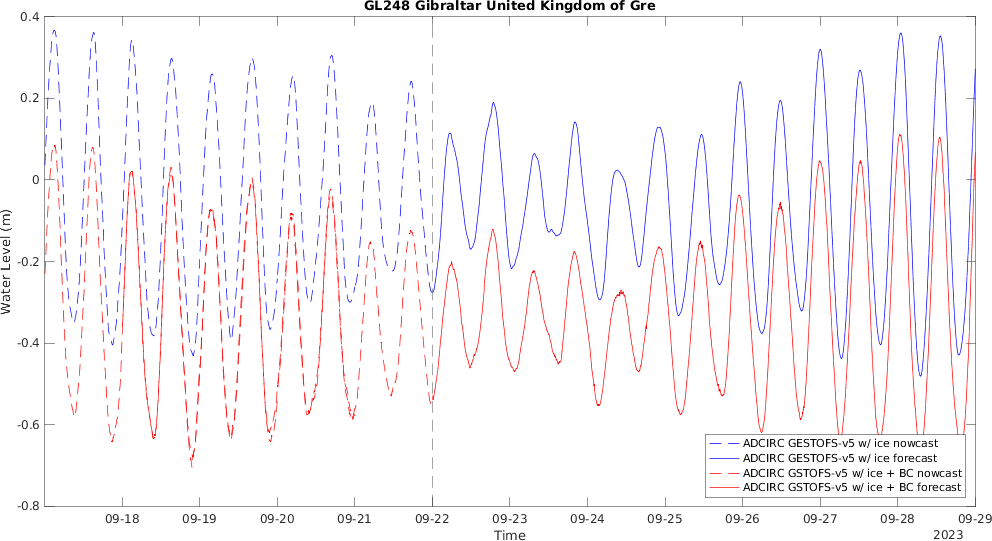 GL248 Gibraltar United Kingdom of Gre
0.4
0.2
0
-0.2
-0.4
-0.6
-0.8
Water Level (m)
09-18
09-19
09-20
09-21
09-22
09-23
09-24
09-25
09-26
09-27
09-28
09-29
Time
2023
ADCIRC GESTOFS-v5 w/ ice nowcast
ADCIRC GESTOFS-v5 w/ ice forecast
ADCIRC GSTOFS-v5 w/ ice + BC nowcast
ADCIRC GSTOFS-v5 w/ ice + BC forecast